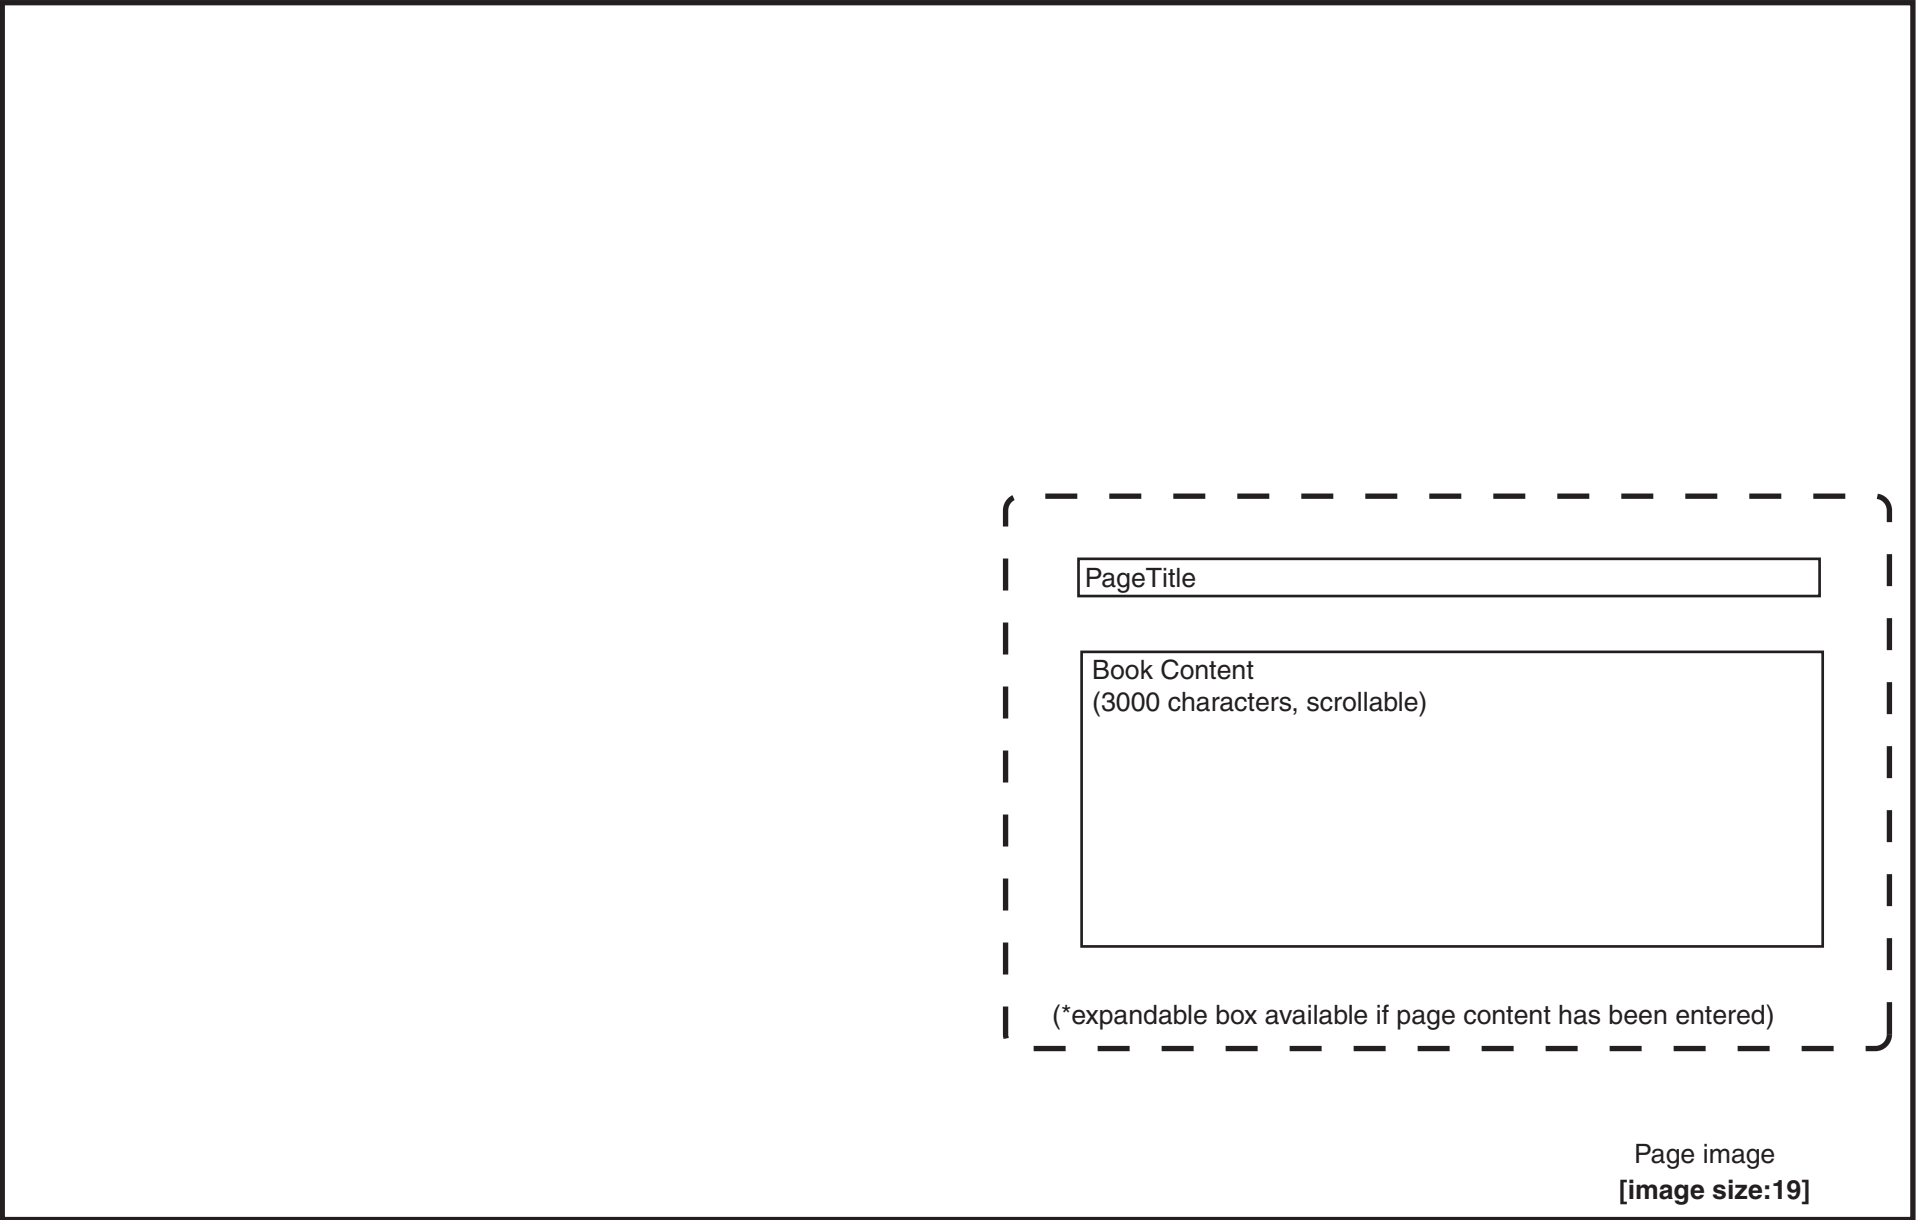 PageTitle
Book Content
(3000 characters, scrollable)
(*expandable box available if page content has been entered)
Page image
[image size:19]